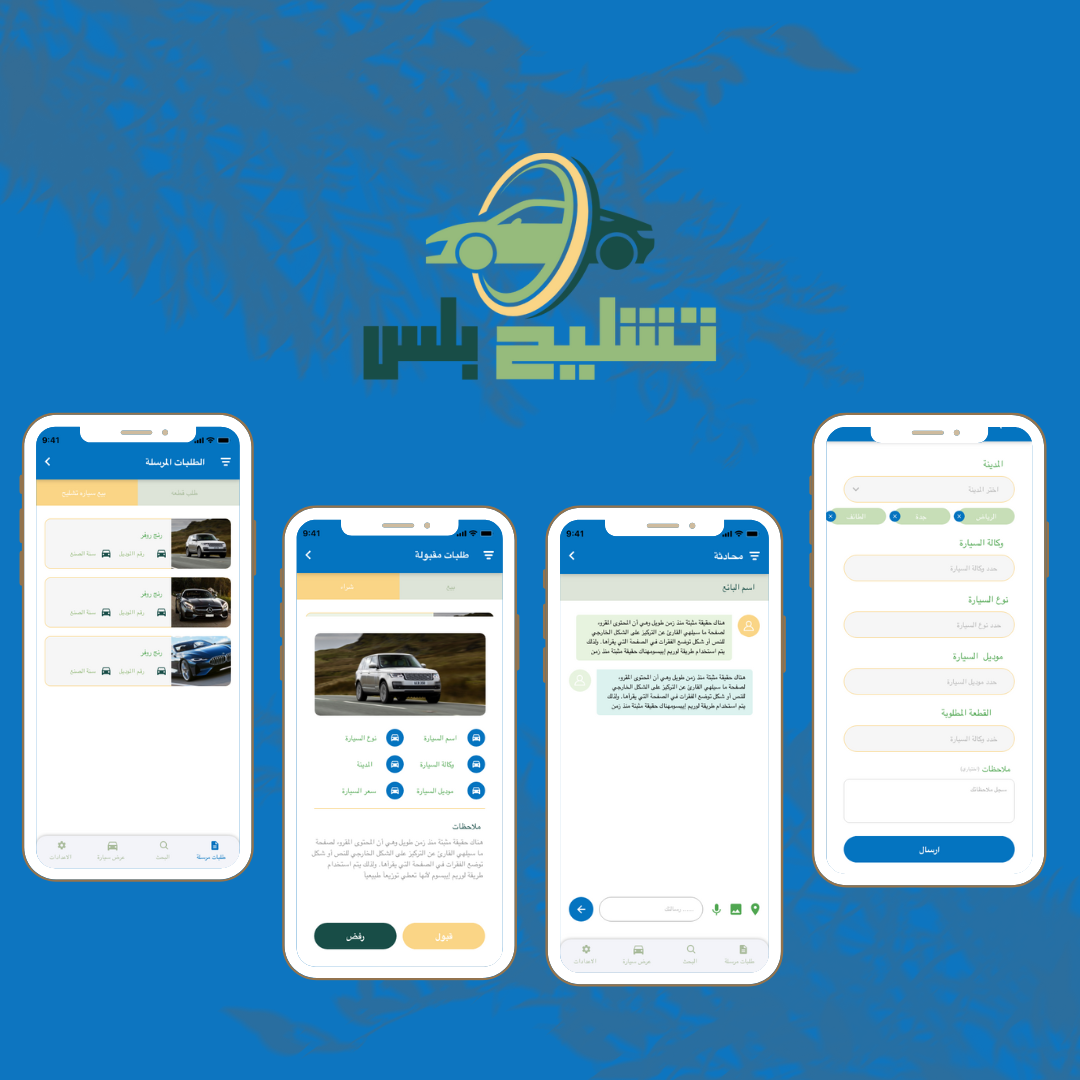 تشليح بلس
9:41
الطلبات المرسلة
طلب قطعة
بيع سيارة تشليح
رنج روفر
رقم الموديل
سنة الصنع
رنج روفر
رقم الموديل
سنة الصنع
رنج روفر
رقم الموديل
سنة الصنع
طلبات مرسلة
البحث
عرض سيارة
الاعدادات
9:41
طلبات مقبولة
بيع
شراء
اسم السيارة
نوع السيارة
وكالة السيارة
المدينة
موديل السيارة
سعر السيارة
ملاحظات
هناك حقيقة مثبتة منذ زمن طويل وهي أن المحتوى المقروء لصفحة
ما سيلهي القارئ عن التركيز على الشكل الخارجي للنص أو شكل
توضع الفقرات في الصفحة التي يقرأها. ولذلك يتم استخدام
طريقة لوريم إيبسوم لأنها تعطي توزيعاَ طبيعياَ
قبول
رفض
9:41
محادثة
اسم البائع
هناك حقيقة مثبتة منذ زمن طويل وهي أن المحتوى المقروء
لصفحة ما سيلهي القارئ عن التركيز على الشكل الخارجي
للنص أو شكل توضع الفقرات في الصفحة التي يقرأها. ولذلك
يتم استخدام طريقة لوريم إيبسومهناك حقيقة مثبتة منذ زمن
هناك حقيقة مثبتة منذ زمن طويل وهي أن المحتوى المقروء
لصفحة ما سيلهي القارئ عن التركيز على الشكل الخارجي
للنص أو شكل توضع الفقرات في الصفحة التي يقرأها. ولذلك
يتم استخدام طريقة لوريم إيبسومهناك حقيقة مثبتة منذ زمن
رسالتك ......
طلبات مرسلة
البحث
عرض سيارة
الاعدادات
المدينة
اختر المدينة
الرياض
جدة
الطائف
وكالة السيارة
حدد وكالة السيارة
نوع السيارة
حدد نوع السيارة
موديل السيارة
حدد موديل السيارة
القطعة المطلوبة
حدد وكالة السيارة
ملاحظات (اختياري)
سجل ملاحظاتك
ارسال